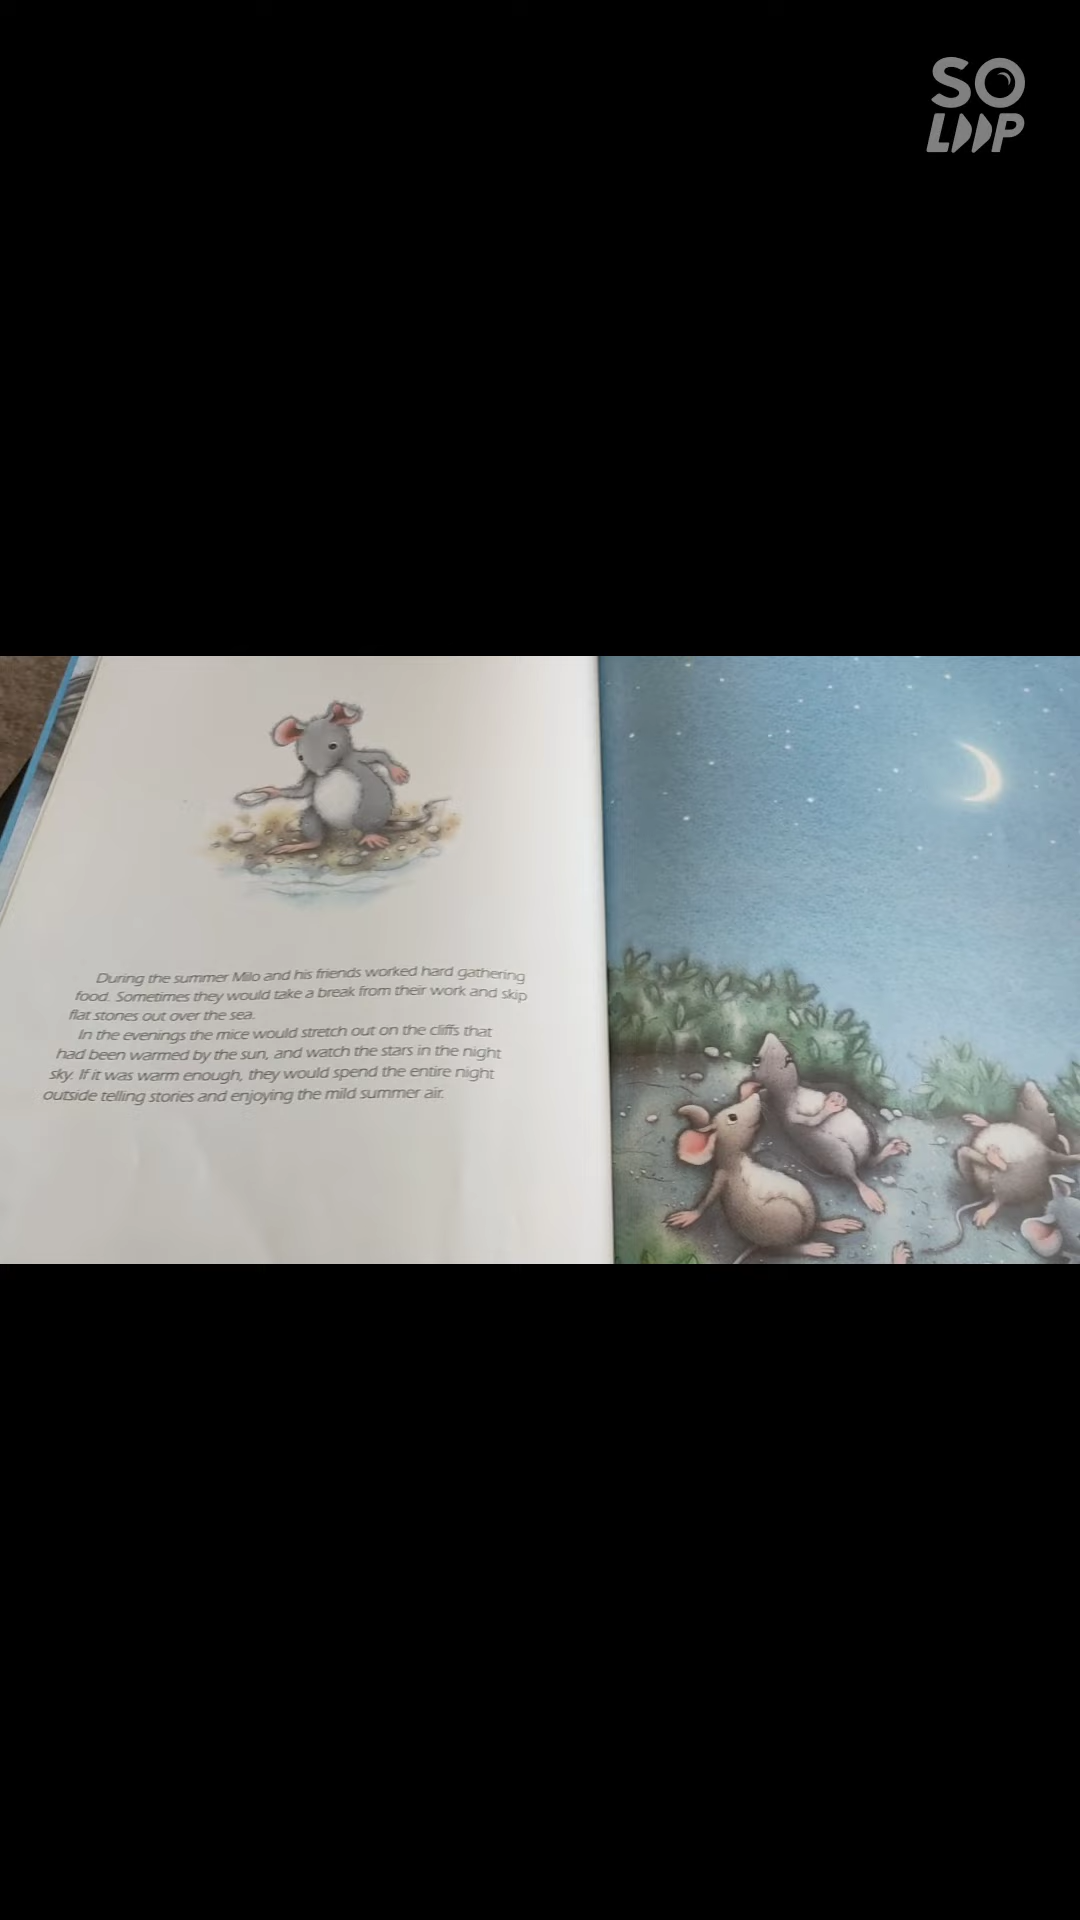 SO
LOOP
During the summer Milo and his friends worked hard gathering
food. Sometimes they would take a break from their work and skip
flat stones out over the sea.
In the evenings the mice would stretch out on the cliffs that
had been warmed by the sun, and watch the stars in the night
sky. If it was warm enough, they would spend the entire night
outside telling stories and enjoying the mild summer air.